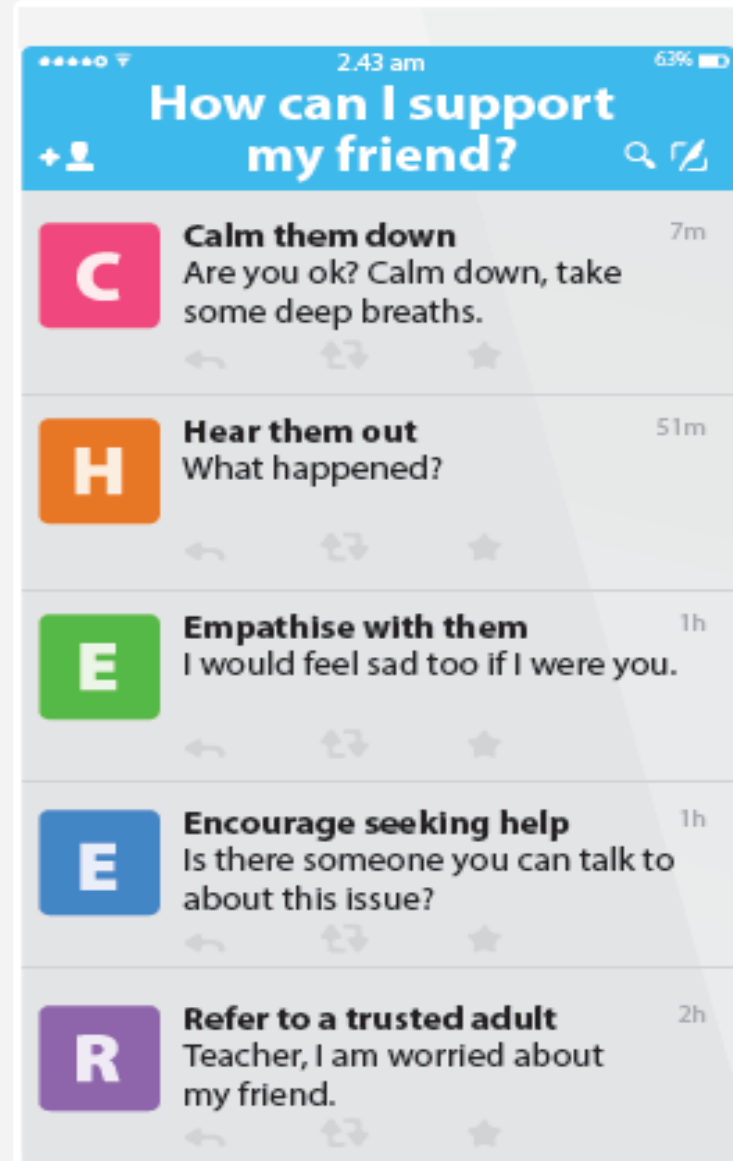 2.43 am
63%
How can I support
my friend?
C
Calm them down
7m
Are you ok? Calm down, take
some deep breaths.
H
Hear them out
51m
What happened?
E
Empathise with them
1h
I would feel sad too if I were you.
E
Encourage seeking help
1h
Is there someone you can talk to
about this issue?
R
Refer to a trusted adult
2h
Teacher, I am worried about
my friend.